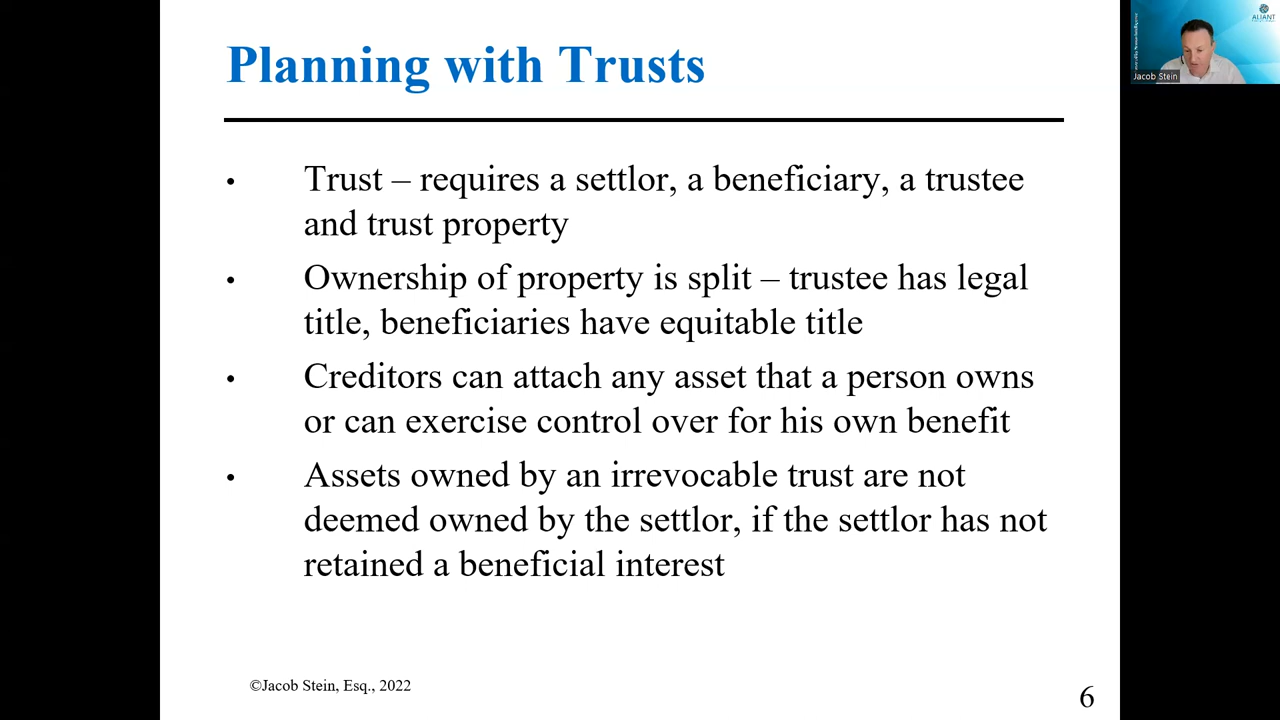 Planning with Trusts
• Trust – requires a settlor, a beneficiary, a trustee
and trust property
• Ownership of property is split – trustee has legal
title, beneficiaries have equitable title
• Creditors can attach any asset that a person owns
or can exercise control over for his own benefit
• Assets owned by an irrevocable trust are not
deemed owned by the settlor, if the settlor has not
retained a beneficial interest
©Jacob Stein, Esq., 2022
6
ALIANT
Jacob Stein